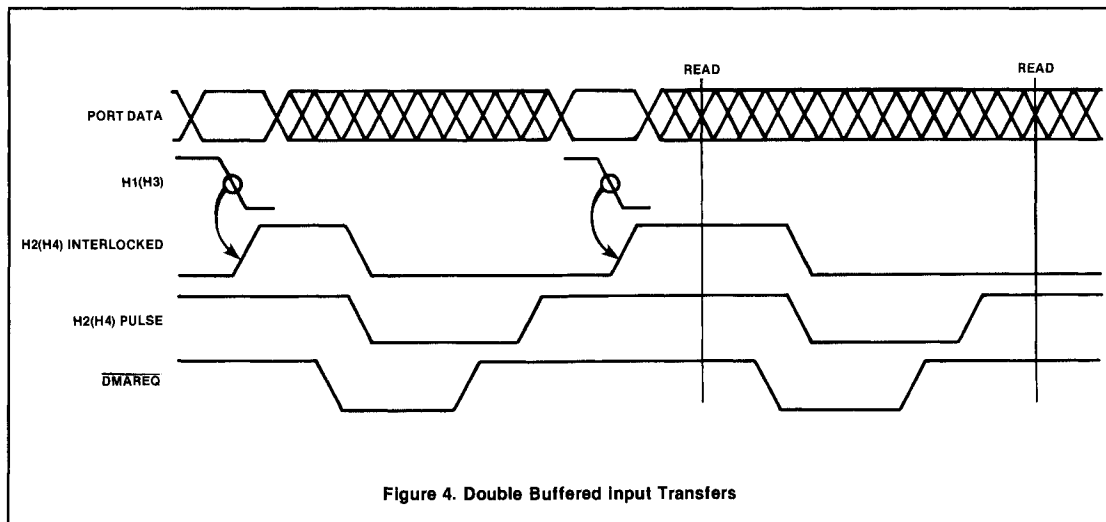 READ
READ
PORT DATA
H1(H3)
H2(H4) INTERLOCKED
H2(H4) PULSE
DMAREQ
Figure 4. Double Buffered Input Transfers